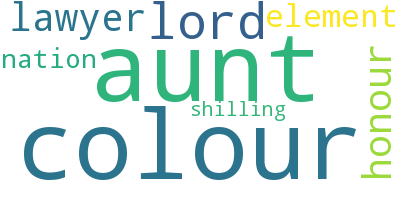 lawyer lord element
nation aunt
shilling
colour honour